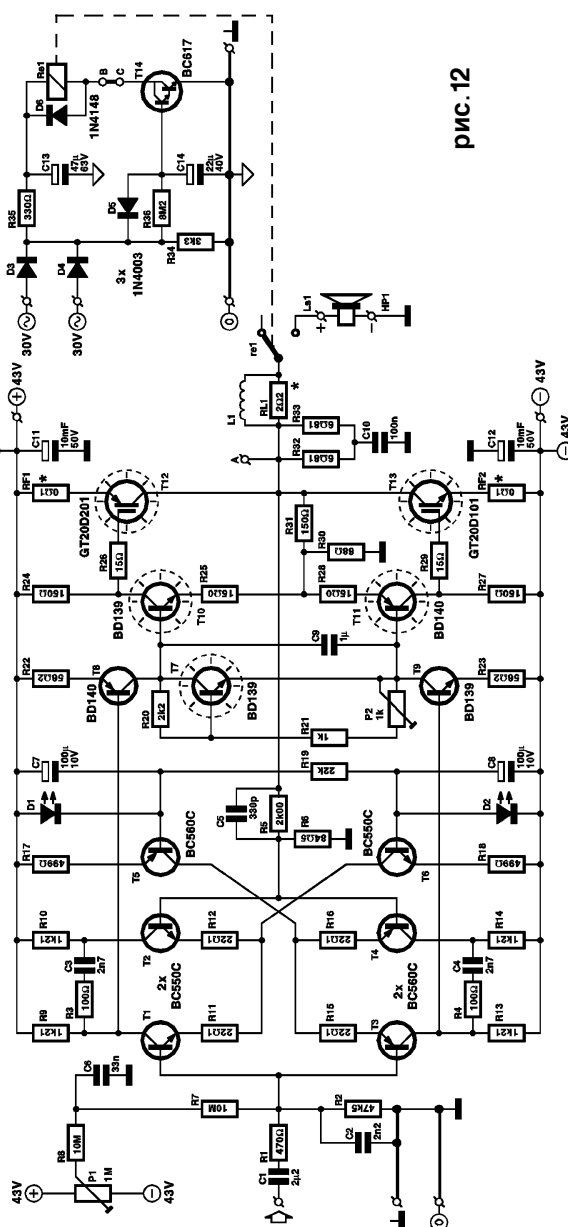 43V
P1
1M
43V
R8
10M
C6
33n
R7
10M
C1
2µ2
R1
470Ω
C2
2n2
R2
47k5
R9
1k21
R3
100Ω
C3
2n7
R10
1k21
T1
T2
2x
BC550C
R11
22Ω1
R12
22Ω1
R15
22Ω1
R16
22Ω1
T3
T4
2x
BC560C
R4
100Ω
C4
2n7
R13
1k21
R14
1k21
R17
499Ω
D1
C7
100µ
10V
T5
BC560C
C5
330p
R5
2k00
R6
84Ω5
R19
22k
BC550C
T6
R18
499Ω
D2
C8
100µ
10V
R22
56Ω2
T8
BD140
R20
2k2
T7
BD139
R21
1k
P2
1k
C9
1µ
T9
BD139
R23
56Ω2
R24
150Ω
BD139
T10
R25
15Ω0
R26
15Ω
RF1
0Ω1
*
GT20D201
T12
C11
10mF
50V
43V
R31
150Ω
R30
68Ω
R28
15Ω0
T11
BD140
R29
15Ω
R27
150Ω
T13
GT20D101
RF2
0Ω1
*
C12
10mF
50V
43V
43V
A
R32
5Ω81
R33
5Ω81
C10
100n
L1
RL1
2Ω2
*
re1
Ls1
+
−
HP1
30V
D3
30V
D4
3x
1N4003
R35
330Ω
C13
47µ
63V
D5
R36
8M2
R34
3k3
C14
22µ
40V
D6
1N4148
Re1
B
C
T14
BC617
0
0
рис.12